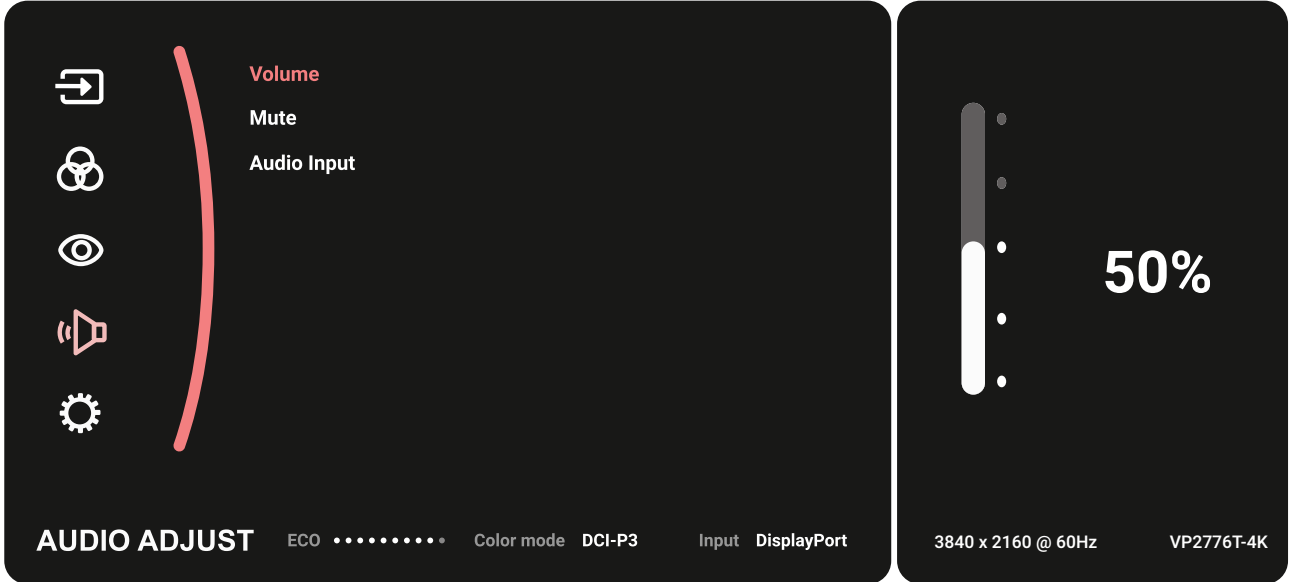 Volume
Mute
Audio Input
50%
AUDIO ADJUST ECO Color mode DCI-P3 Input DisplayPort
3840 x 2160 @ 60Hz VP2776T-4K